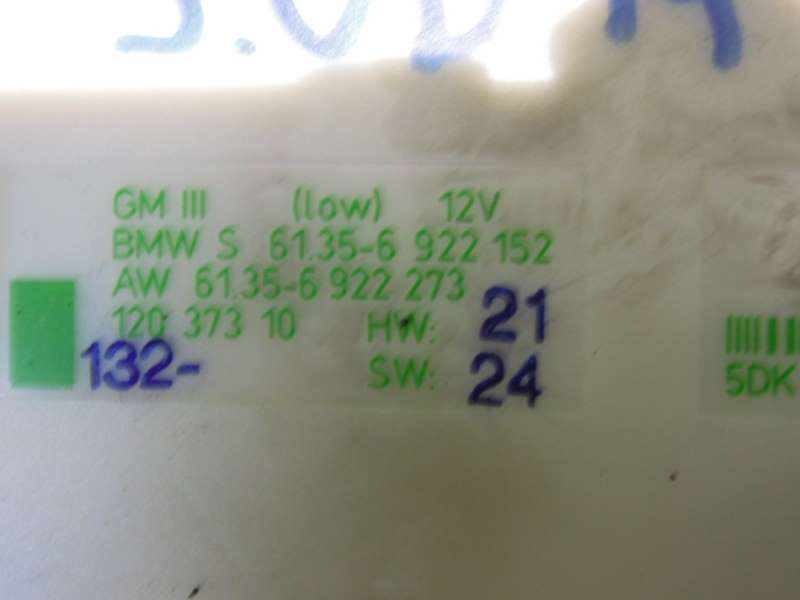 GM III (low) 12V
BMW S 61.35-6 922 152
AW 61.35-6 922 273
120 373 10 HW: 21
132- SW: 24
5DK